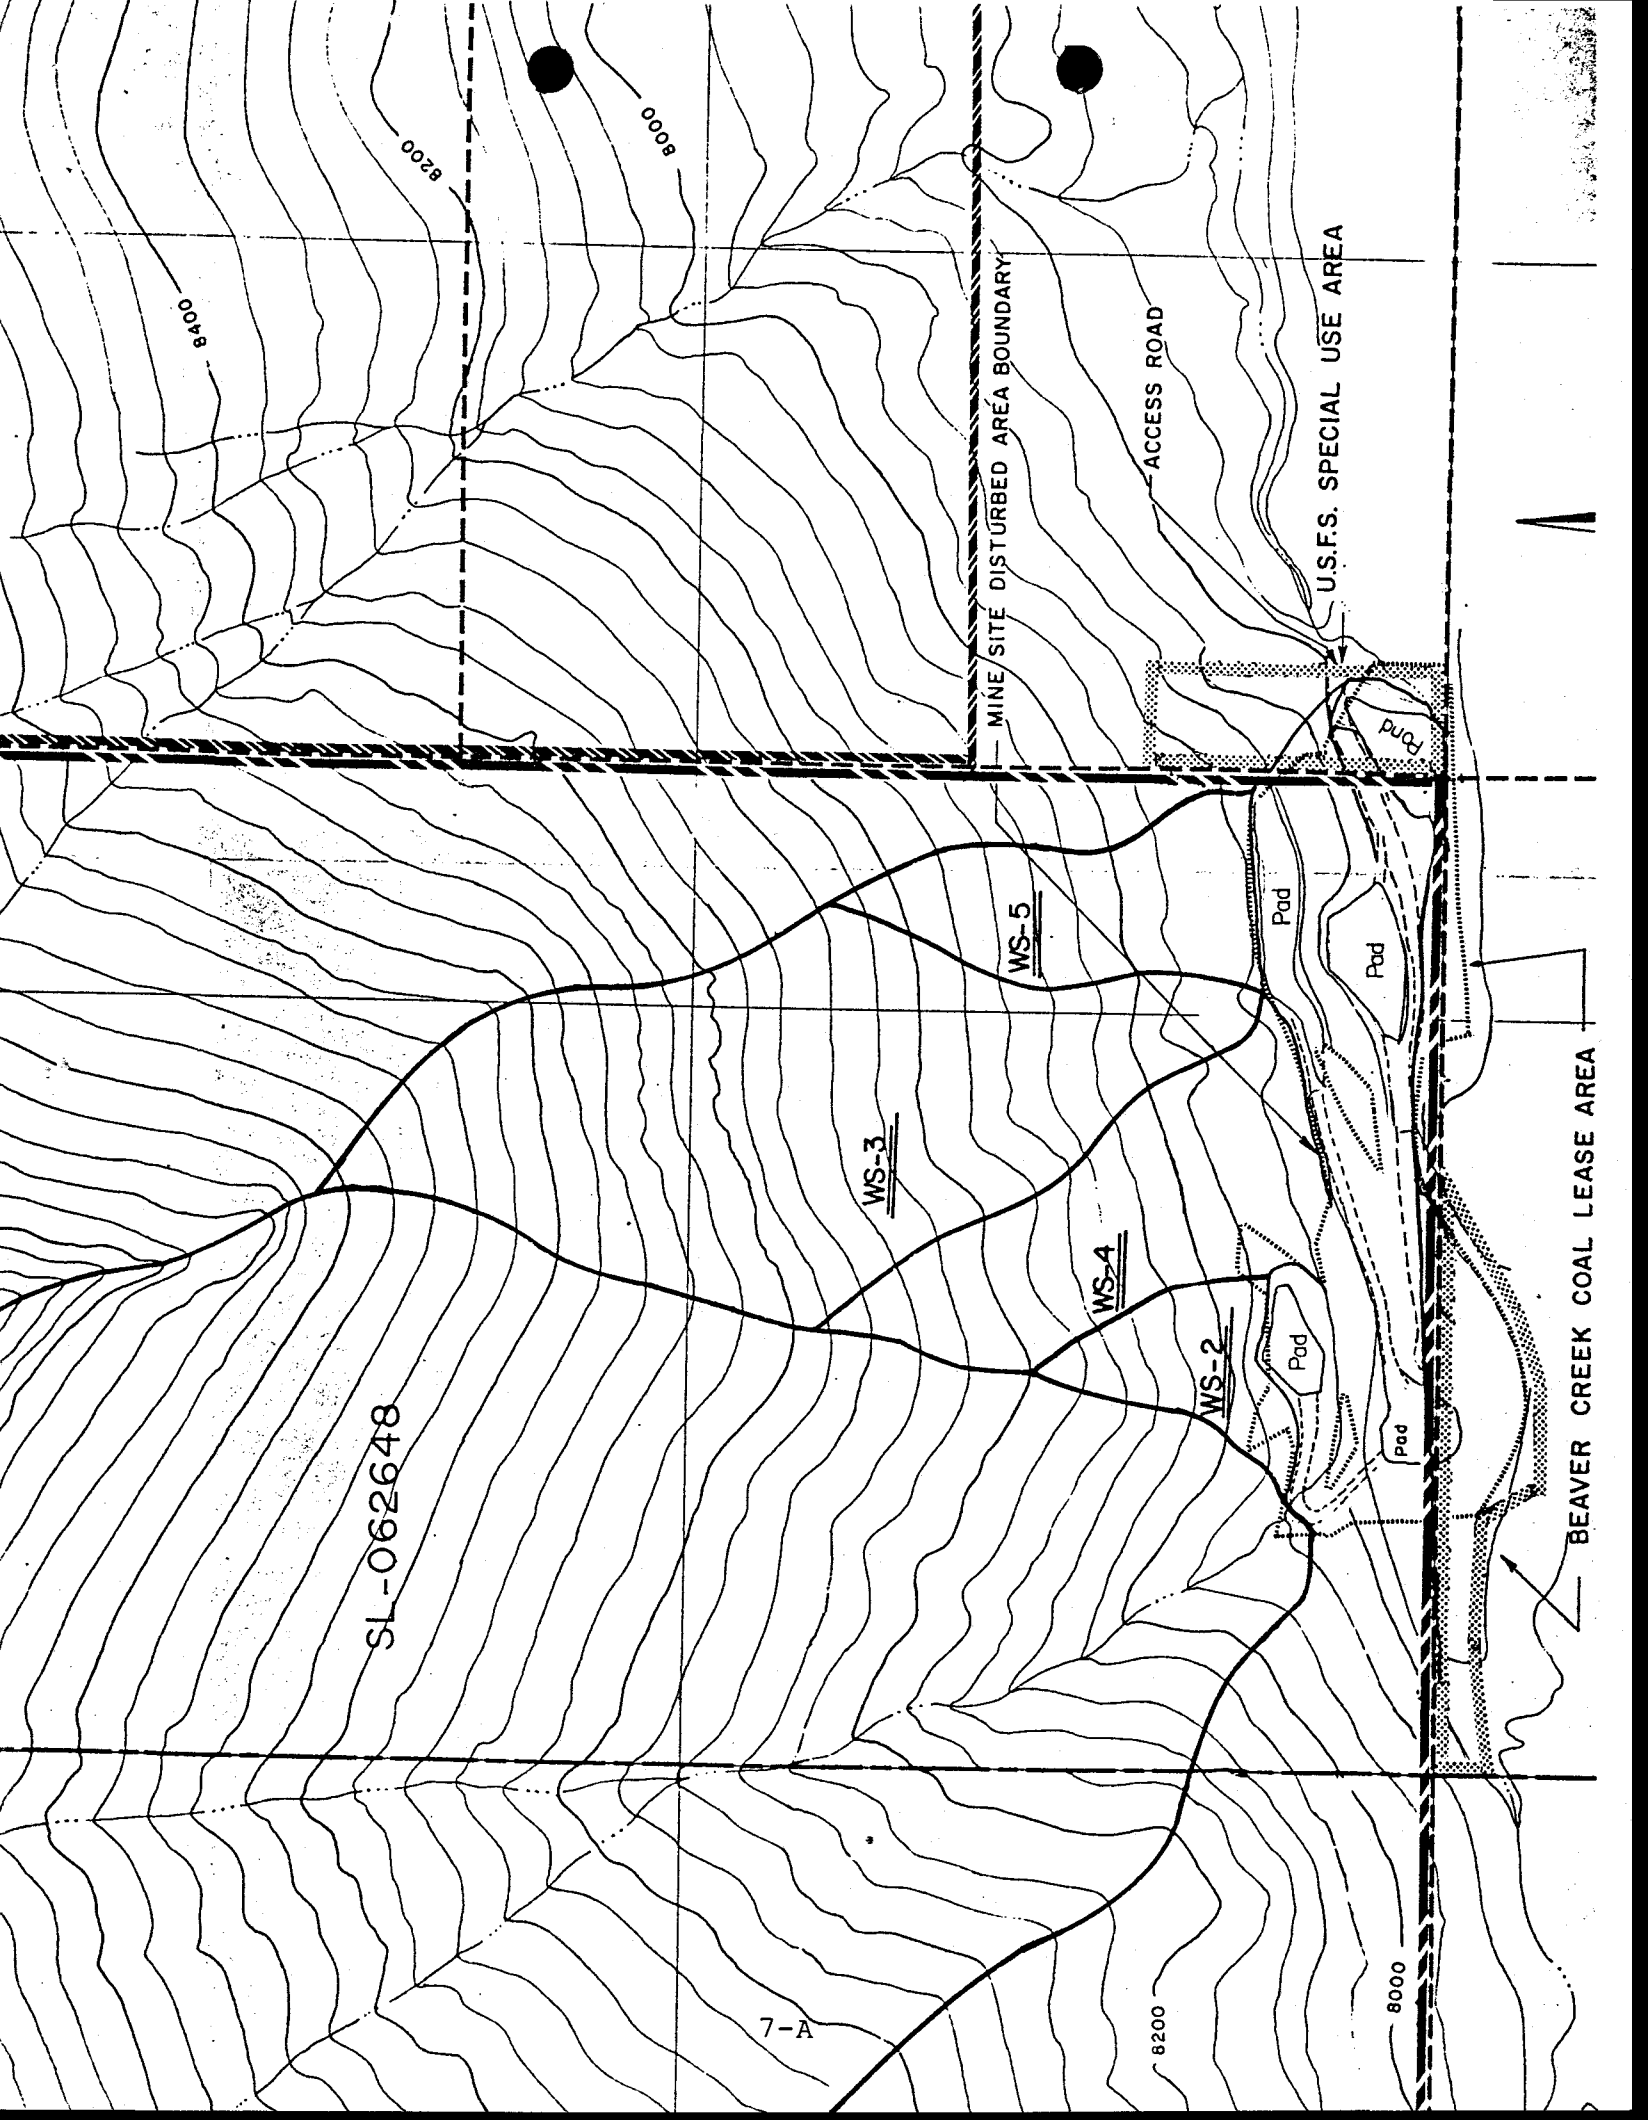 8400
8200
8000
MINE SITE DISTURBED AREA BOUNDARY
ACCESS ROAD
U.S.F.S. SPECIAL USE AREA
Pond
Pad
Pad
WS-5
WS-3
WS-4
WS-2
Pad
Pad
SL-062648
BEAVER CREEK COAL LEASE AREA
8200
8000
7-A